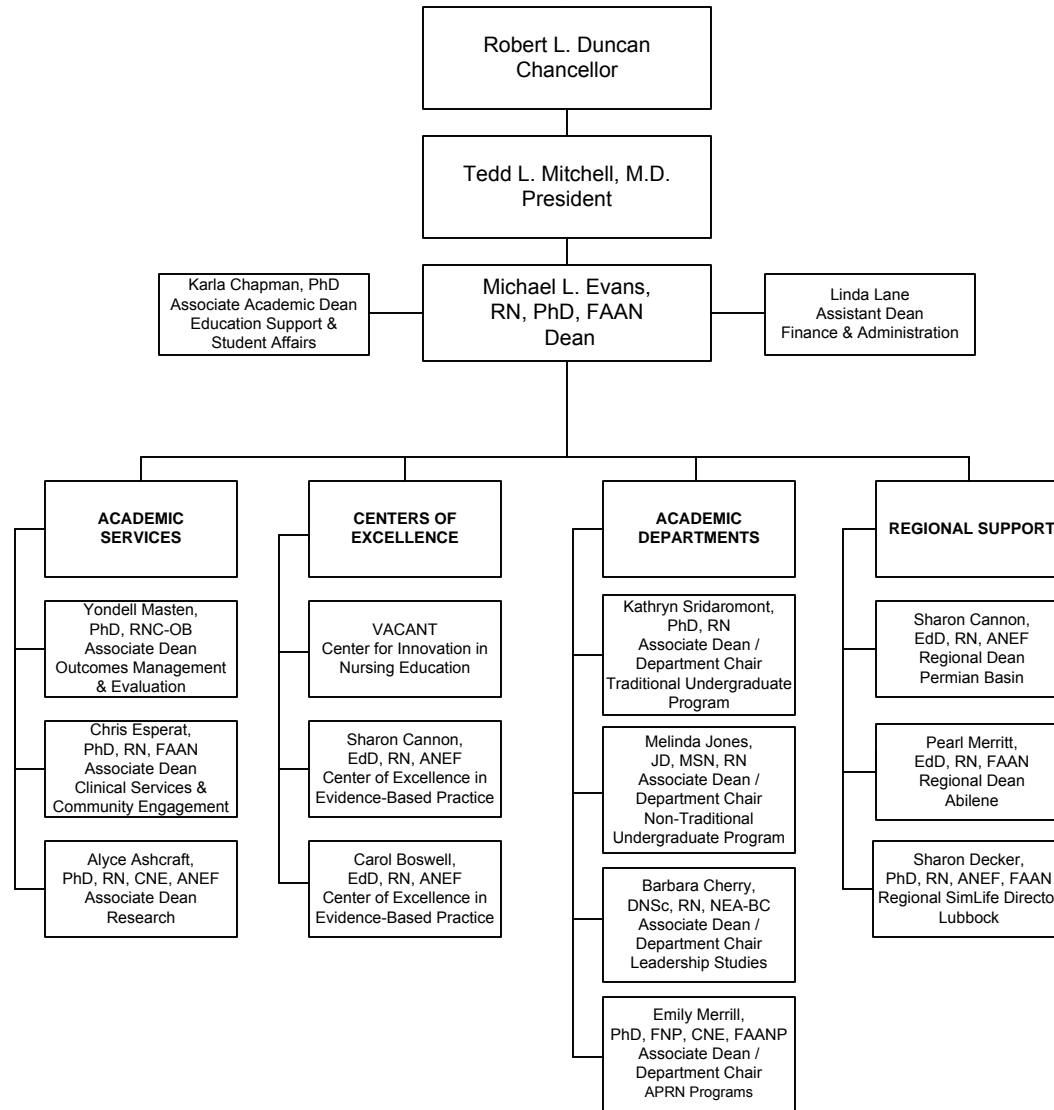 Robert L. Duncan
Chancellor
Tedd L. Mitchell, M.D.
President
Karla Chapman, PhD
Associate Academic Dean
Education Support &
Student Affairs
Michael L. Evans,
RN, PhD, FAAN
Dean
Linda Lane
Assistant Dean
Finance & Administration
ACADEMIC
SERVICES
Yondell Masten,
PhD, RNC-OB
Associate Dean
Outcomes Management
& Evaluation
Chris Esperat,
PhD, RN, FAAN
Associate Dean
Clinical Services &
Community Engagement
Alyce Ashcraft,
PhD, RN, CNE, ANEF
Associate Dean
Research
CENTERS OF
EXCELLENCE
VACANT
Center for Innovation in
Nursing Education
Sharon Cannon,
EdD, RN, ANEF
Center of Excellence in
Evidence-Based Practice
Carol Boswell,
EdD, RN, ANEF
Center of Excellence in
Evidence-Based Practice
ACADEMIC
DEPARTMENTS
Kathryn Sridaromont,
PhD, RN
Associate Dean /
Department Chair
Traditional Undergraduate
Program
Melinda Jones,
JD, MSN, RN
Associate Dean /
Department Chair
Non-Traditional
Undergraduate Program
Barbara Cherry,
DNSc, RN, NEA-BC
Associate Dean /
Department Chair
Leadership Studies
Emily Merrill,
PhD, FNP, CNE, FAANP
Associate Dean /
Department Chair
APRN Programs
REGIONAL SUPPORT
Sharon Cannon,
EdD, RN, ANEF
Regional Dean
Permian Basin
Pearl Merritt,
EdD, RN, FAAN
Regional Dean
Abilene
Sharon Decker,
PhD, RN, ANEF, FAAN
Regional SimLife Directo
Lubbock